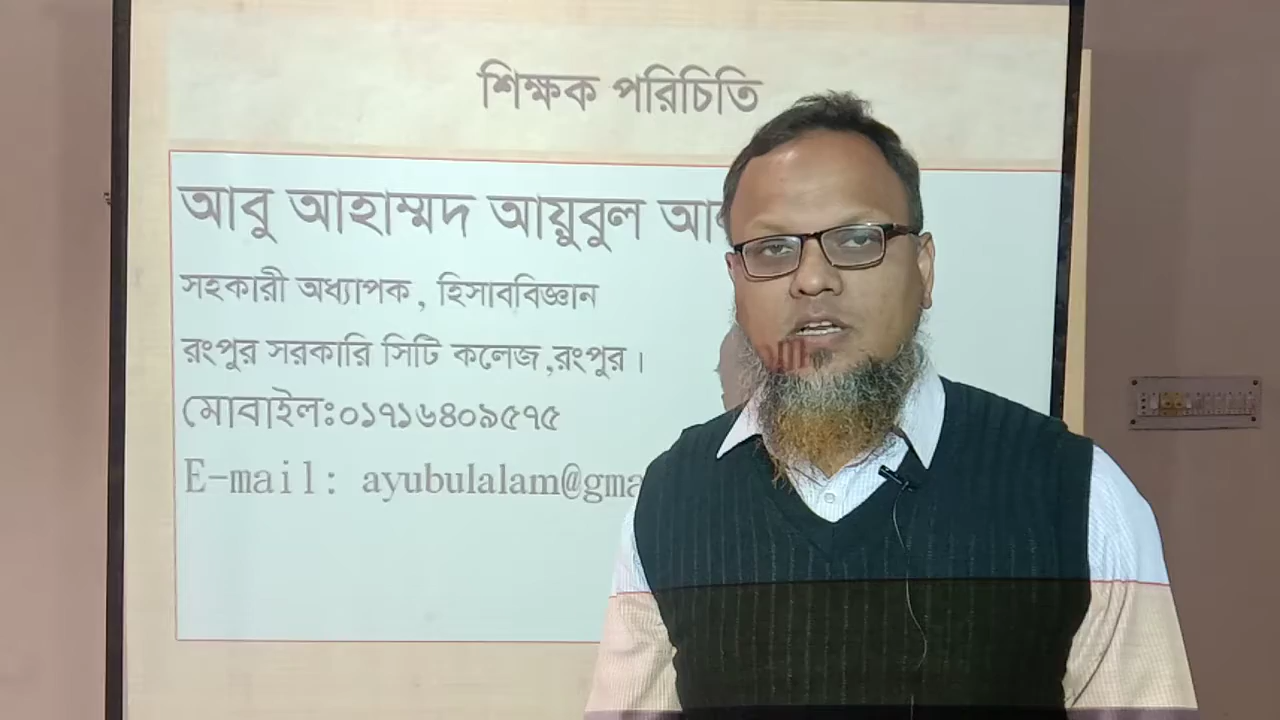 শিক্ষক পরিচিতি
আবু আহাম্মদ আয়ুবুল
সহকারী অধ্যাপক, হিসাববিজ্ঞান
রংপুর সরকারি সিটি কলেজ,রংপুর।
মোবাইলঃ০১৭১৬৪০৯৫৭৫
E-mail: ayubulalam@gma